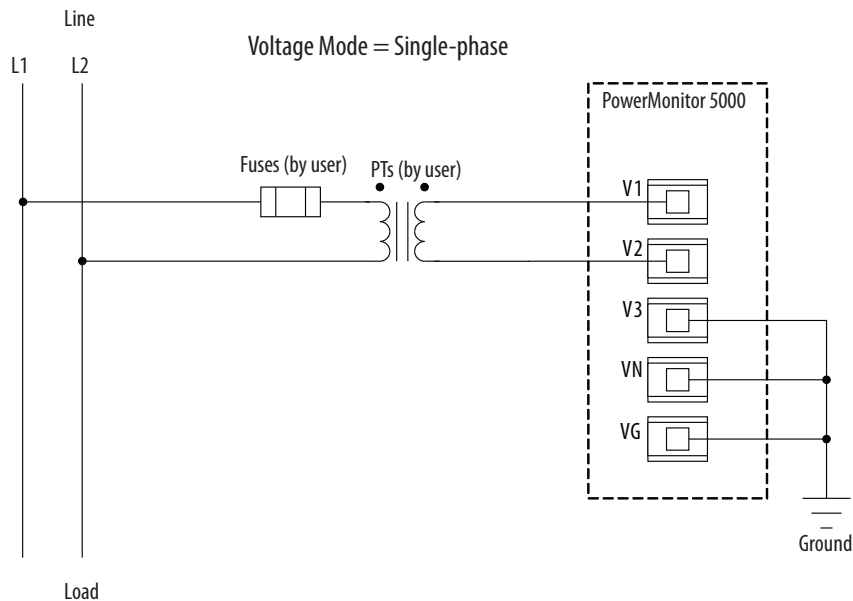 Line
Voltage Mode = Single-phase
L1 L2
PowerMonitor 5000
Fuses (by user) PTs (by user)
V1
V2
V3
VN
VG
Ground
Load